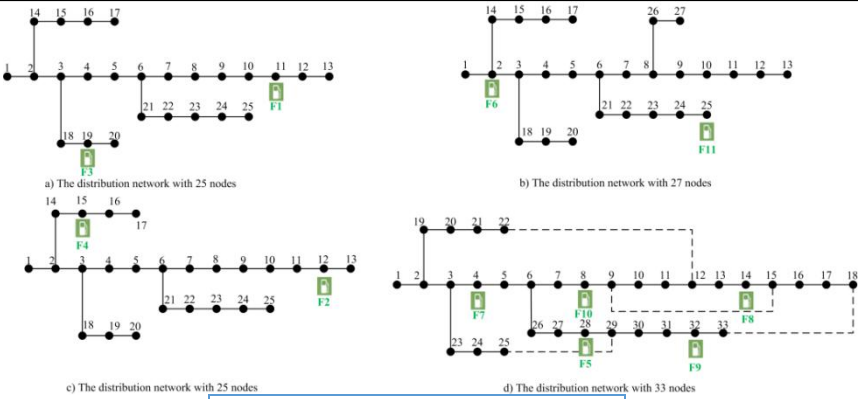 14 15 16 17
1 2 3 4 5 6 7 8 9 10 11 12 13
F1
21 22 23 24 25
18 19 20
F3
a) The distribution network with 25 nodes
26 27
14 15 16 17
1 2 3 4 5 6 7 8 9 10 11 12 13
F6
21 22 23 24 25
F11
18 19 20
b) The distribution network with 27 nodes
14 15 16
17
F4
1 2 3 4 5 6 7 8 9 10 11 12 13
F2
21 22 23 24 25
18 19 20
c) The distribution network with 25 nodes
19 20 21 22
1 2 3 4 5 6 7 8 9 10 11 12 13 14 15 16 17 18
F7 F10 F8
26 27 28 29 30 31 32 33
23 24 25
F5 F9
d) The distribution network with 33 nodes